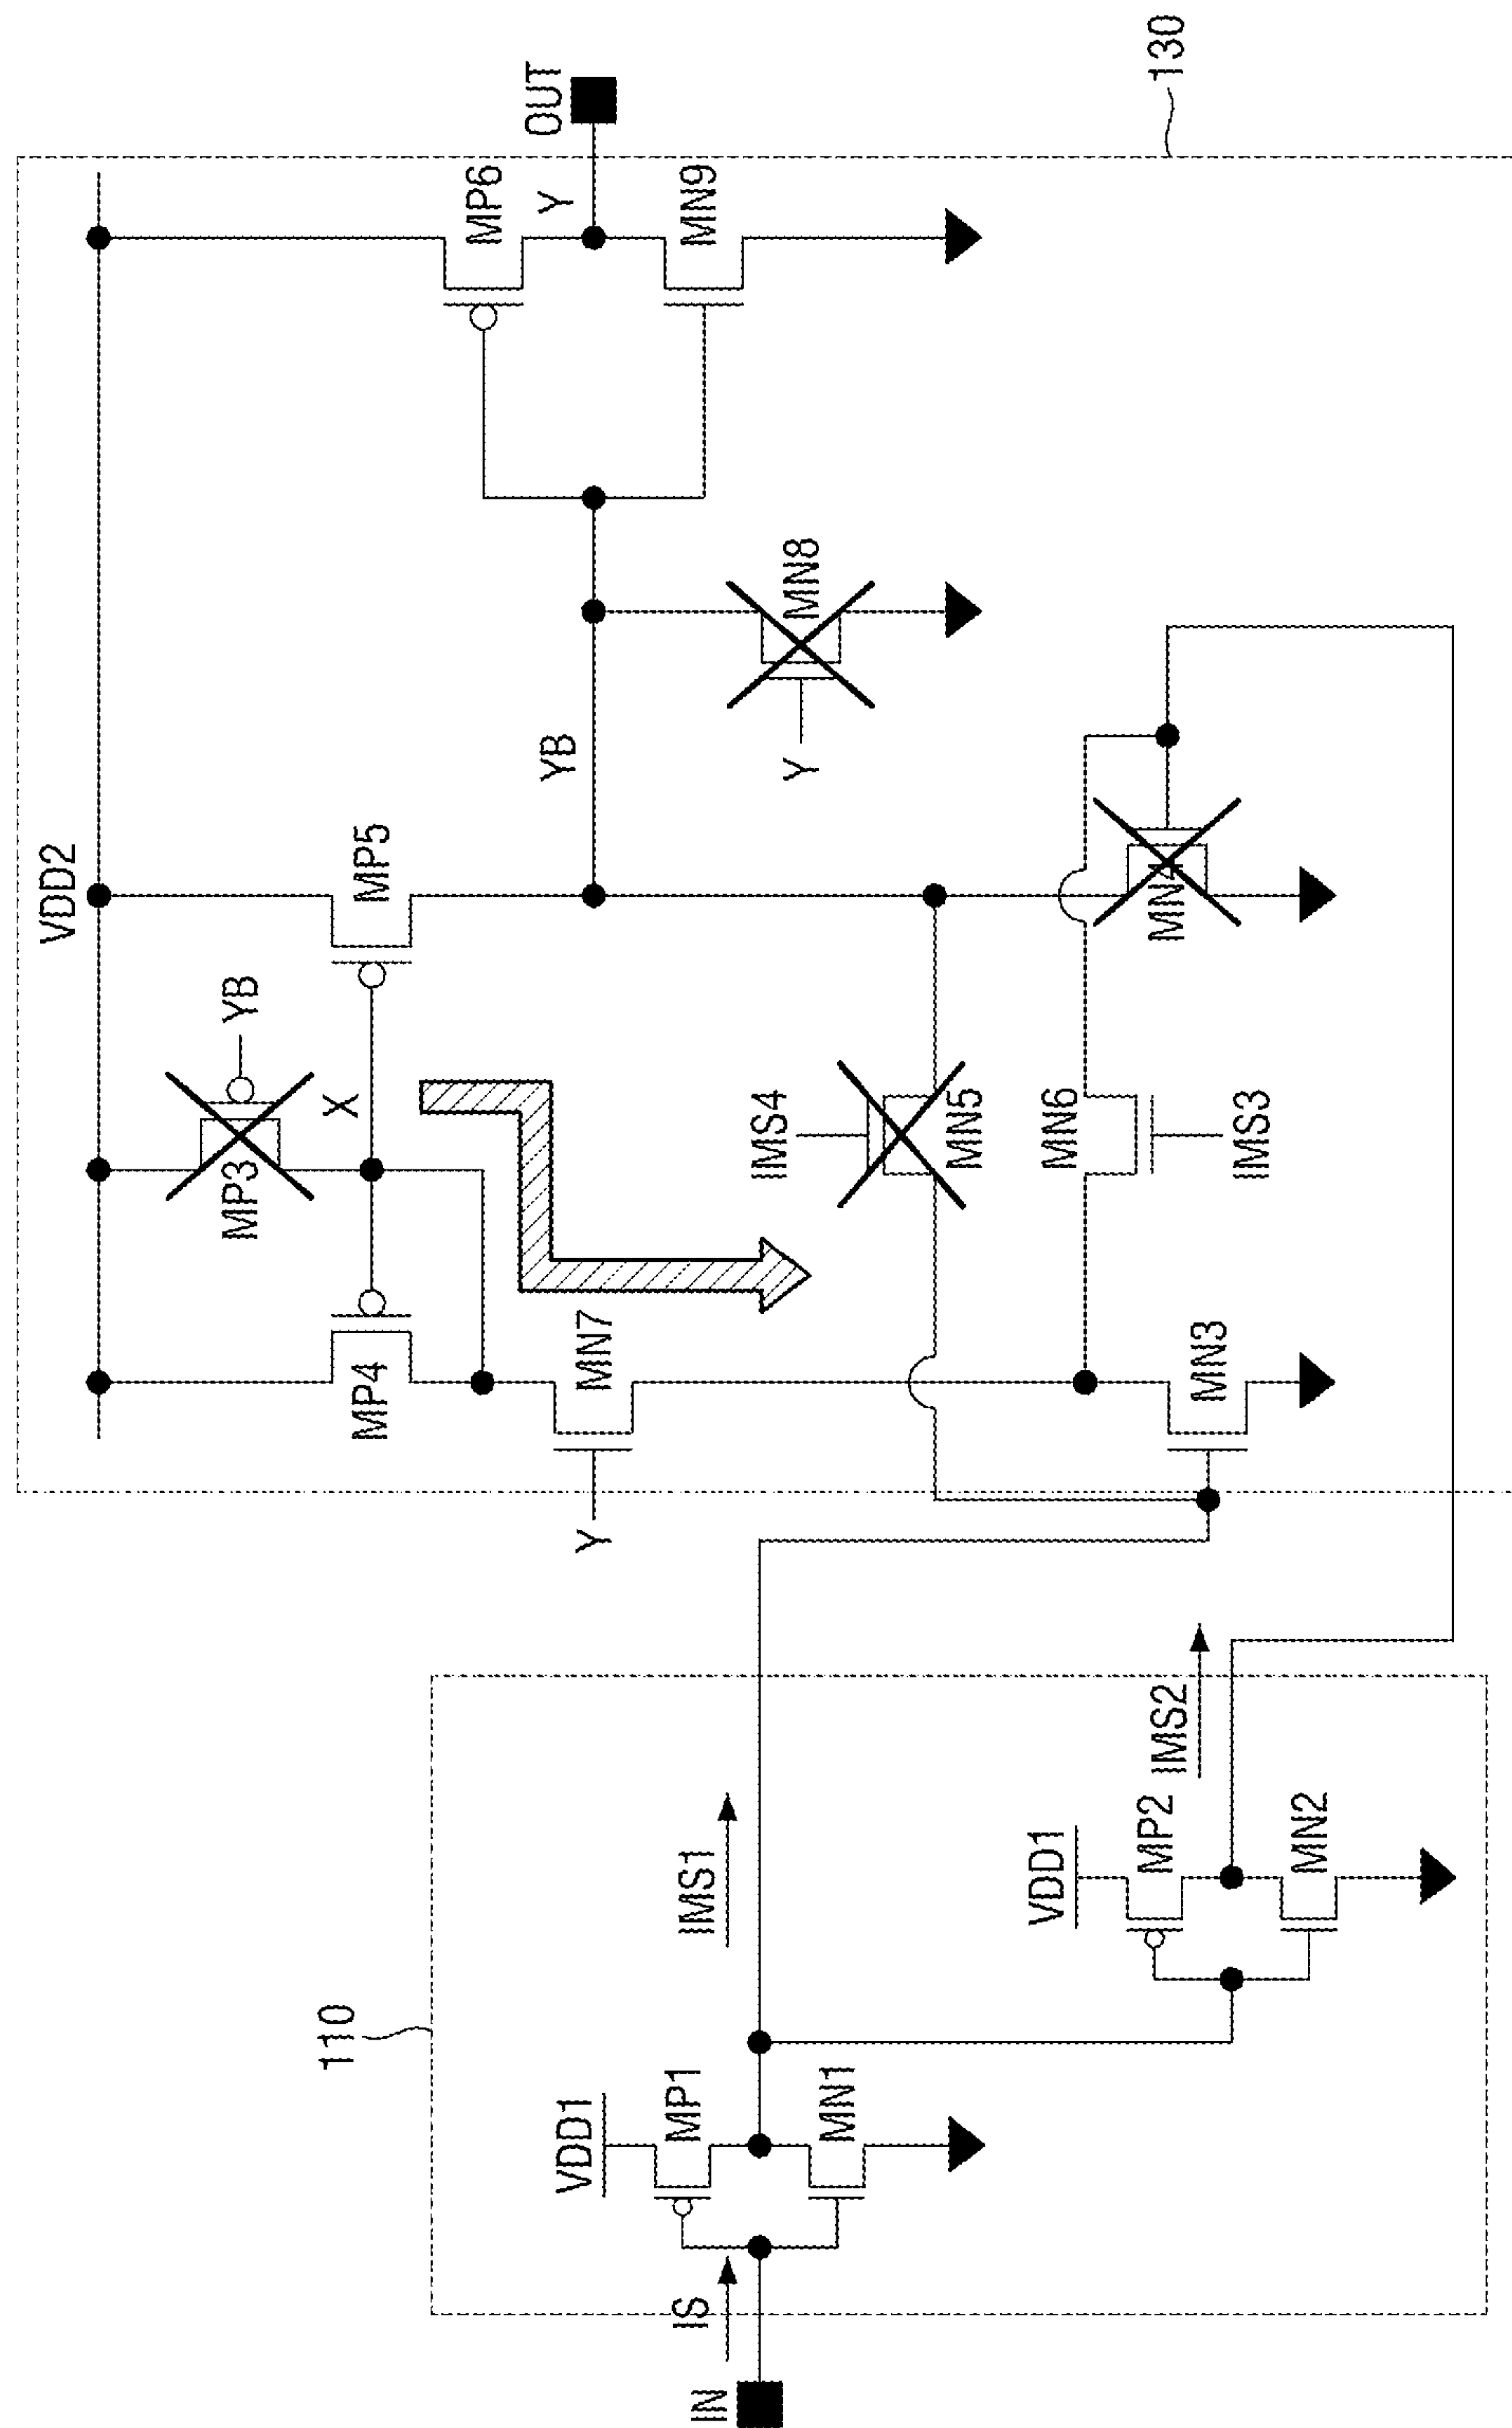 VDD2
MP4
MP3
YB
X
MP5
MP6
Y
OUT
MN7
Y
YB
MN8
Y
MN9
IMS4
MN5
MN6
IMS3
MN3
MN4
130
110
IN
IS
VDD1
MP1
MN1
IMS1
VDD1
MP2
MN2
IMS2